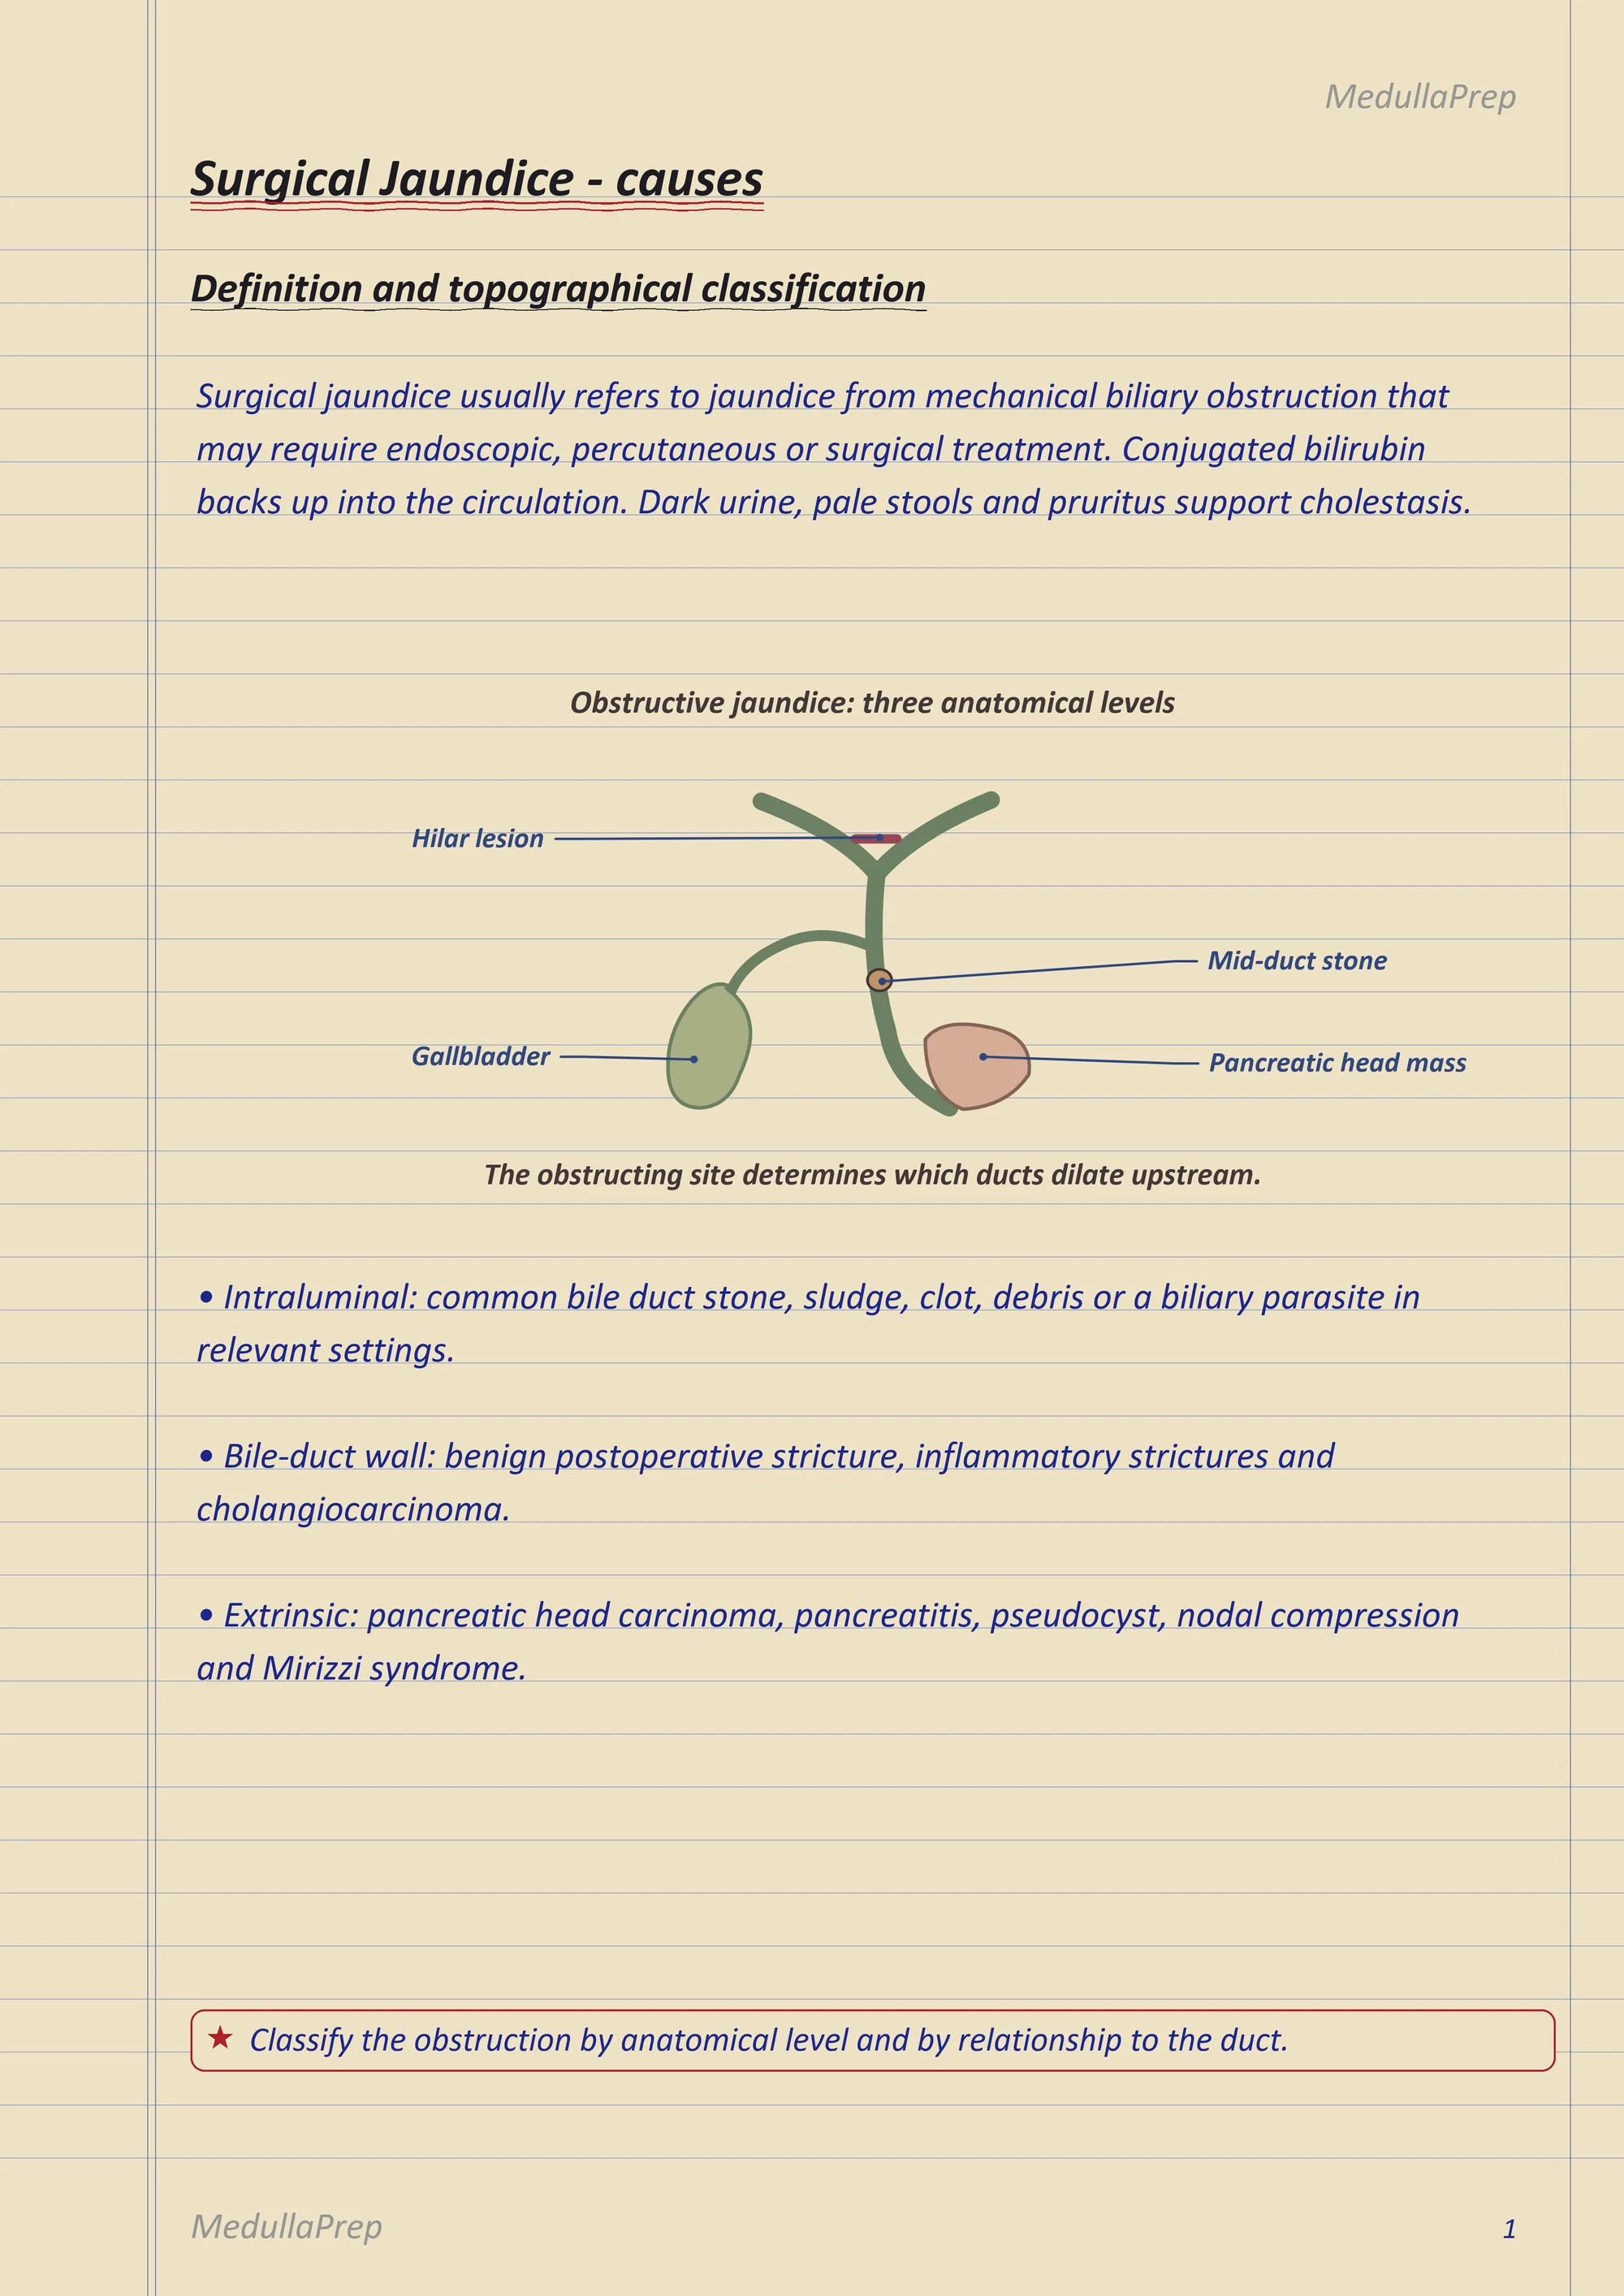 MedullaPrep
Surgical Jaundice - causes
Definition and topographical classification
Surgical jaundice usually refers to jaundice from mechanical biliary obstruction that
may require endoscopic, percutaneous or surgical treatment. Conjugated bilirubin
backs up into the circulation. Dark urine, pale stools and pruritus support cholestasis.
Obstructive jaundice: three anatomical levels
Hilar lesion
Mid-duct stone
Gallbladder
Pancreatic head mass
The obstructing site determines which ducts dilate upstream.
• Intraluminal: common bile duct stone, sludge, clot, debris or a biliary parasite in
relevant settings.
• Bile-duct wall: benign postoperative stricture, inflammatory strictures and
cholangiocarcinoma.
• Extrinsic: pancreatic head carcinoma, pancreatitis, pseudocyst, nodal compression
and Mirizzi syndrome.
★ Classify the obstruction by anatomical level and by relationship to the duct.
MedullaPrep
1